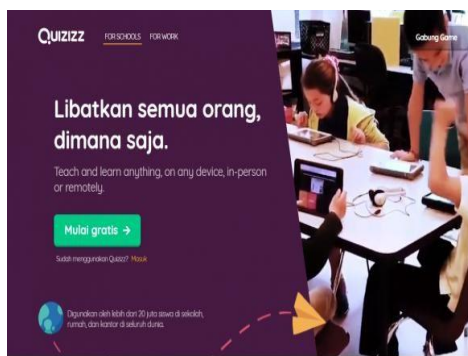 Quizizz
FOR SCHOOLS FOR WORK
Gabung Game
Libatkan semua orang,
dimana saja.
Teach and learn anything, on any device, in-person
or remotely.
Mulai gratis →
Sudah menggunakan Quizizz? Masuk
Digunakan oleh lebih dari 20 juta siswa di sekolah,
rumah, dan kantor di seluruh dunia.